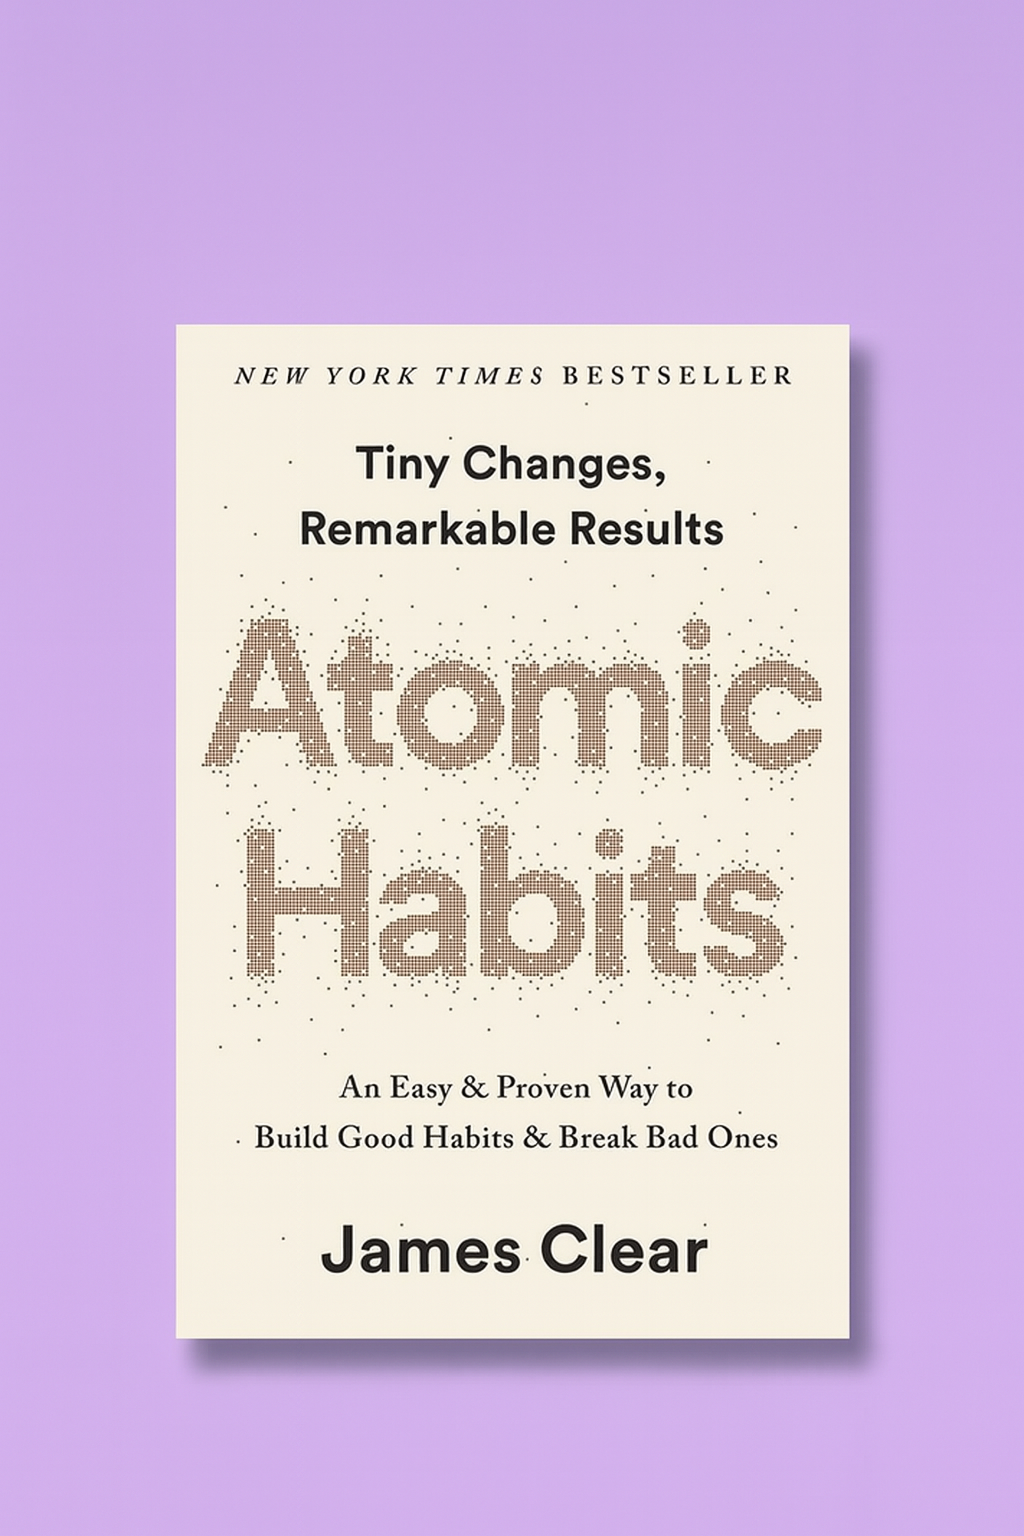 NEW YORK TIMES BESTSELLER
Tiny Changes,
Remarkable Results
Atomic
Habits
An Easy & Proven Way to
Build Good Habits & Break Bad Ones
James Clear